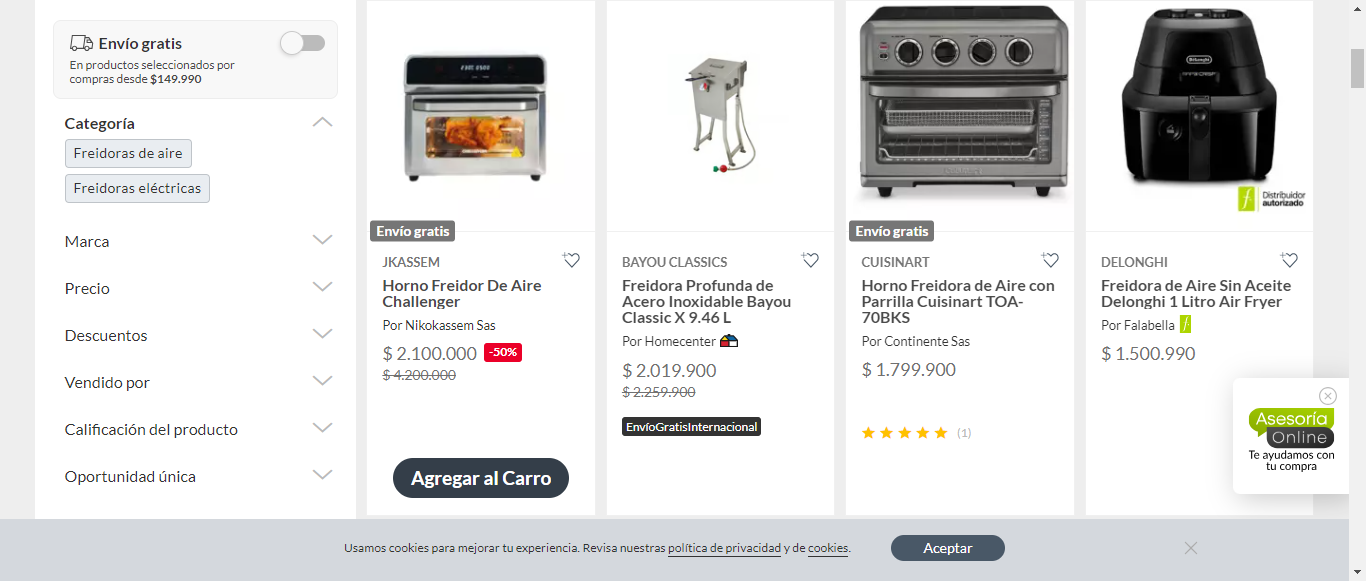 Envío gratis
En productos seleccionados por
compras desde $149.990
Categoría
Freidoras de aire
Freidoras eléctricas
Marca
Precio
Descuentos
Vendido por
Calificación del producto
Oportunidad única
Envío gratis
JKASSEM
Horno Freidor De Aire
Challenger
Por Nikokassem Sas
$ 2.100.000 -50%
$ 4.200.000
Agregar al Carro
BAYOU CLASSICS
Freidora Profunda de
Acero Inoxidable Bayou
Classic X 9.46 L
Por Homecenter
$ 2.019.900
$ 2.259.900
EnvíoGratisInternacional
Envío gratis
CUISINART
Horno Freidora de Aire con
Parrilla Cuisinart TOA-
70BKS
Por Continente Sas
$ 1.799.900
(1)
DeLonghi
f Distribuidor
autorizado
DELONGHI
Freidora de Aire Sin Aceite
Delonghi 1 Litro Air Fryer
Por Falabella f
$ 1.500.990
Asesoría
Online
Te ayudamos con
tu compra
Usamos cookies para mejorar tu experiencia. Revisa nuestras política de privacidad y de cookies.
Aceptar